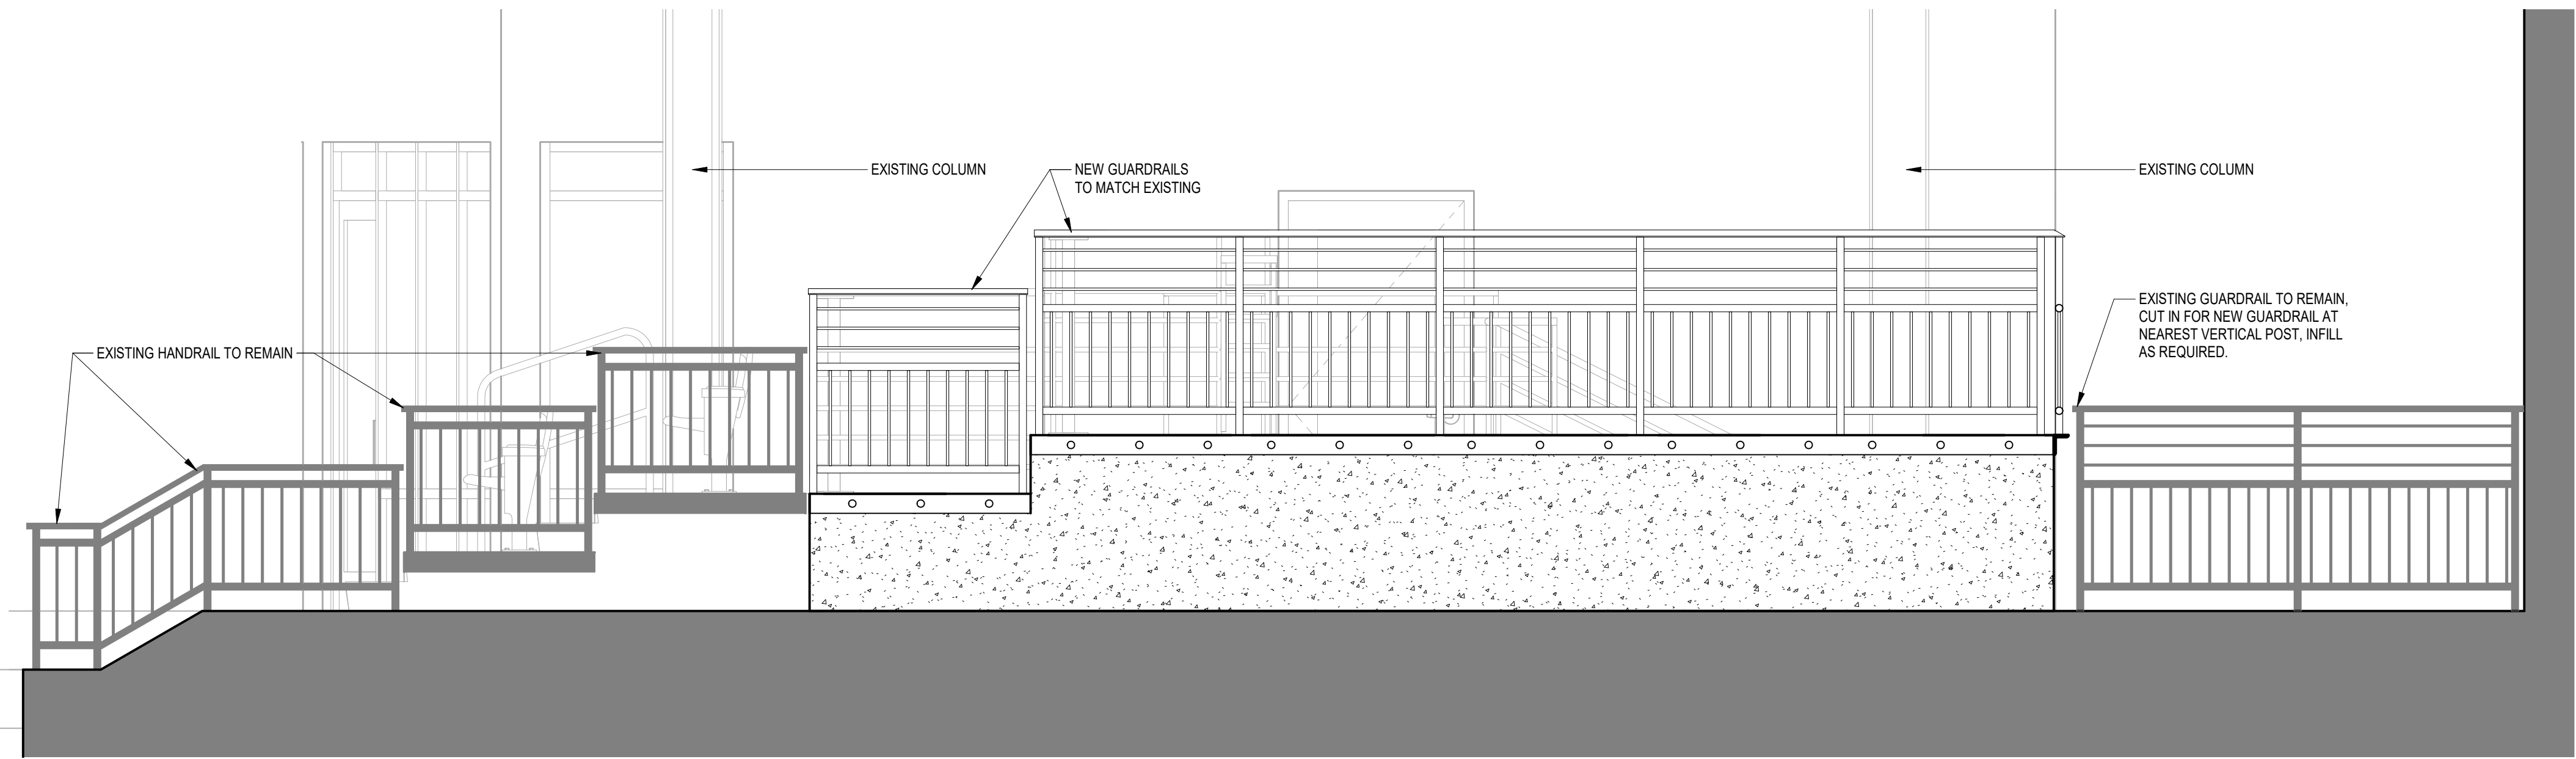 EXISTING COLUMN
NEW GUARDRAILS
TO MATCH EXISTING
EXISTING COLUMN
EXISTING GUARDRAIL TO REMAIN,
CUT IN FOR NEW GUARDRAIL AT
NEAREST VERTICAL POST, INFILL
AS REQUIRED.
EXISTING HANDRAIL TO REMAIN